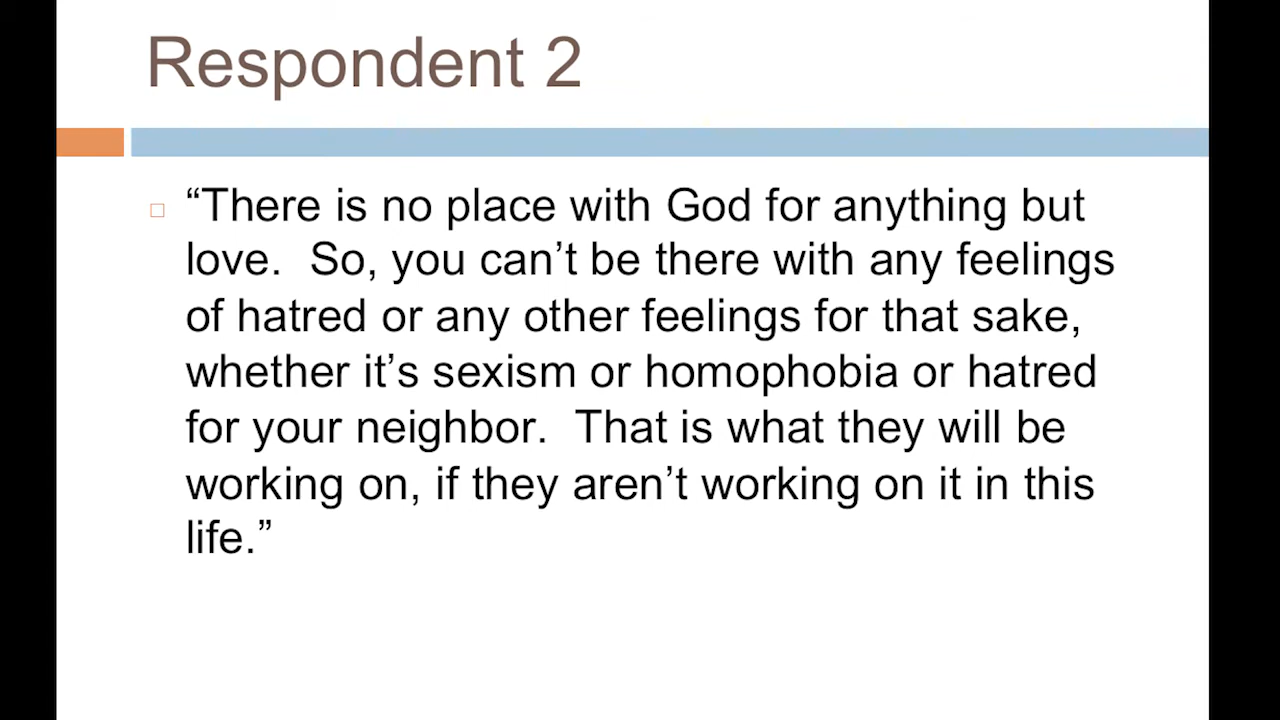 Respondent 2
“There is no place with God for anything but
love.  So, you can’t be there with any feelings
of hatred or any other feelings for that sake,
whether it’s sexism or homophobia or hatred
for your neighbor.  That is what they will be
working on, if they aren’t working on it in this
life.”